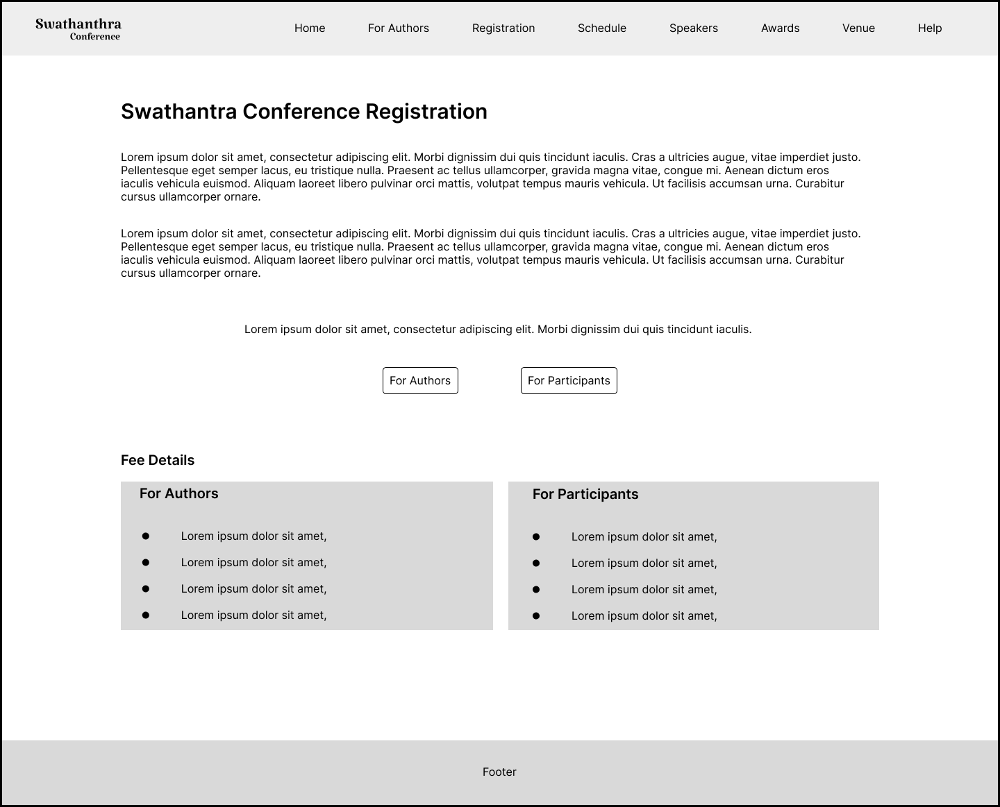 Swathanthra
Conference
Home For Authors Registration Schedule Speakers Awards Venue Help
Swathantra Conference Registration
Lorem ipsum dolor sit amet, consectetur adipiscing elit. Morbi dignissim dui quis tincidunt iaculis. Cras a ultricies augue, vitae imperdiet justo.
Pellentesque eget semper lacus, eu tristique nulla. Praesent ac tellus ullamcorper, gravida magna vitae, congue mi. Aenean dictum eros
iaculis vehicula euismod. Aliquam laoreet libero pulvinar orci mattis, volutpat tempus mauris vehicula. Ut facilisis accumsan urna. Curabitur
cursus ullamcorper ornare.
Lorem ipsum dolor sit amet, consectetur adipiscing elit. Morbi dignissim dui quis tincidunt iaculis. Cras a ultricies augue, vitae imperdiet justo.
Pellentesque eget semper lacus, eu tristique nulla. Praesent ac tellus ullamcorper, gravida magna vitae, congue mi. Aenean dictum eros
iaculis vehicula euismod. Aliquam laoreet libero pulvinar orci mattis, volutpat tempus mauris vehicula. Ut facilisis accumsan urna. Curabitur
cursus ullamcorper ornare.
Lorem ipsum dolor sit amet, consectetur adipiscing elit. Morbi dignissim dui quis tincidunt iaculis.
For Authors For Participants
Fee Details
For Authors
● Lorem ipsum dolor sit amet,
● Lorem ipsum dolor sit amet,
● Lorem ipsum dolor sit amet,
● Lorem ipsum dolor sit amet,
For Participants
● Lorem ipsum dolor sit amet,
● Lorem ipsum dolor sit amet,
● Lorem ipsum dolor sit amet,
● Lorem ipsum dolor sit amet,
Footer